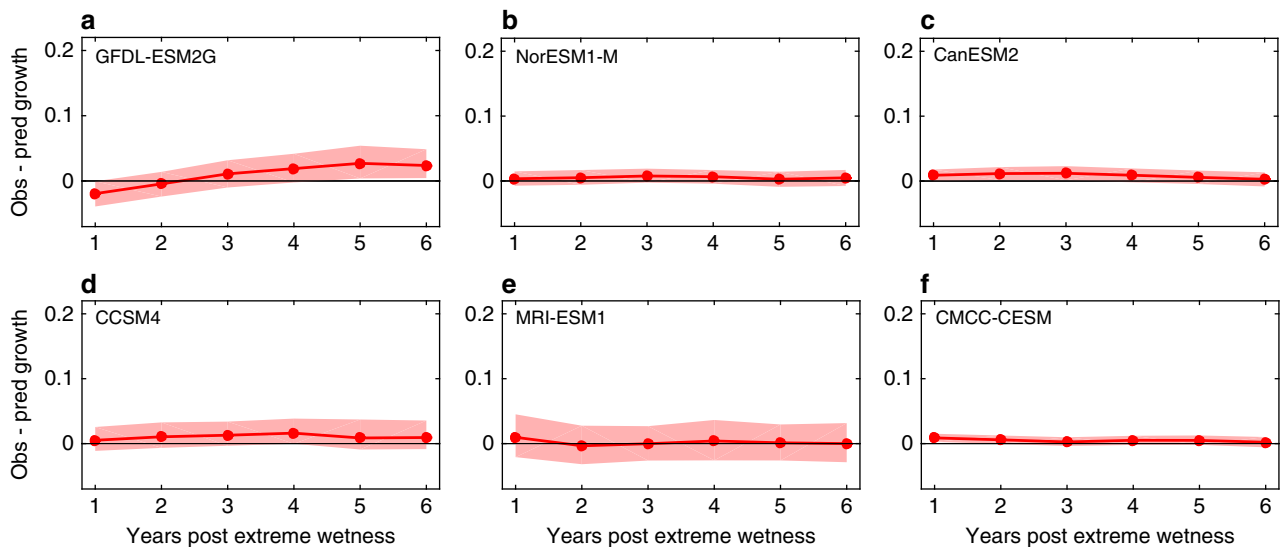 a
GFDL-ESM2G
0.2
0.1
0
Obs - pred growth
1 2 3 4 5 6
b
NorESM1-M
0.2
0.1
0
1 2 3 4 5 6
c
CanESM2
0.2
0.1
0
1 2 3 4 5 6
d
CCSM4
0.2
0.1
0
Obs - pred growth
1 2 3 4 5 6
Years post extreme wetness
e
MRI-ESM1
0.2
0.1
0
1 2 3 4 5 6
Years post extreme wetness
f
CMCC-CESM
0.2
0.1
0
1 2 3 4 5 6
Years post extreme wetness